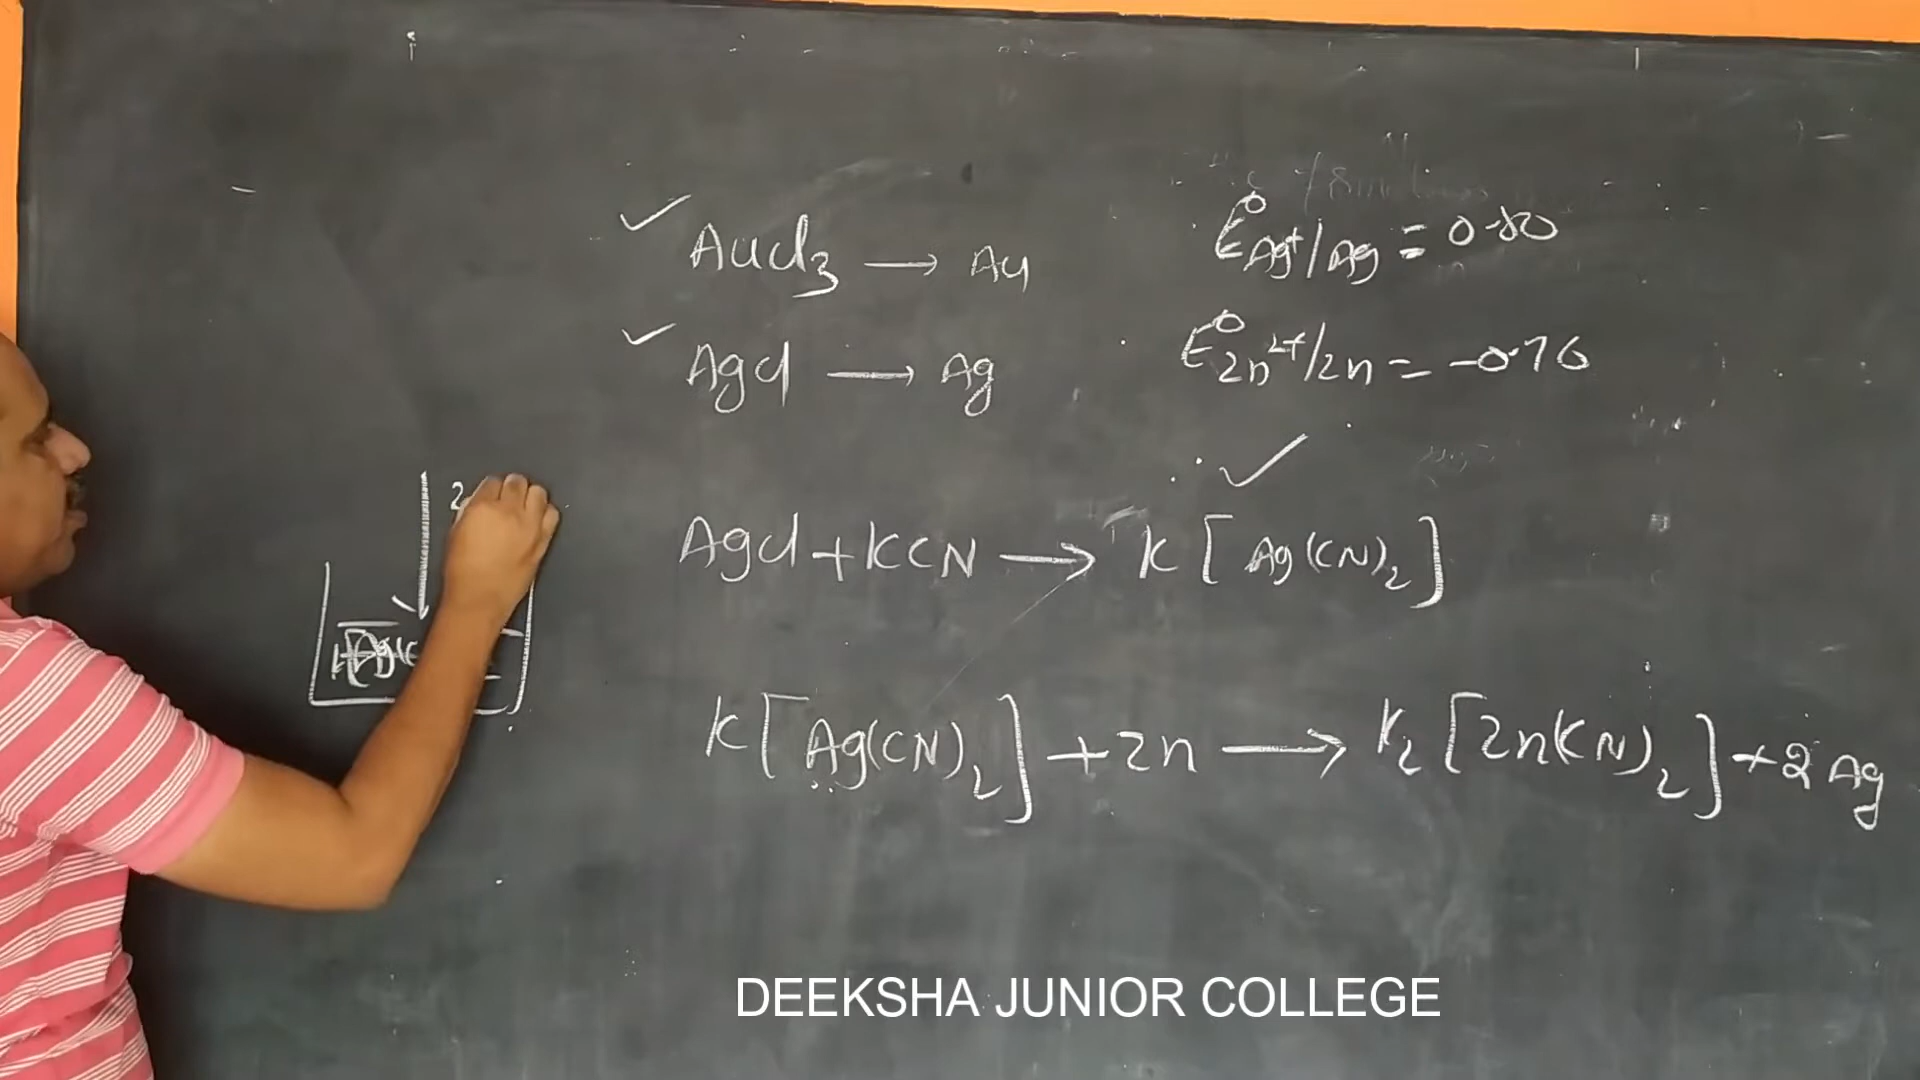 AuCl3 → Au
E°Ag+/Ag = 0.80
AgCl → Ag
E°Zn2+/Zn = -0.76
AgCl + KCN → K[Ag(CN)2]
K[Ag(CN)2] + Zn → K2[Zn(CN)2] + 2Ag
DEEKSHA JUNIOR COLLEGE